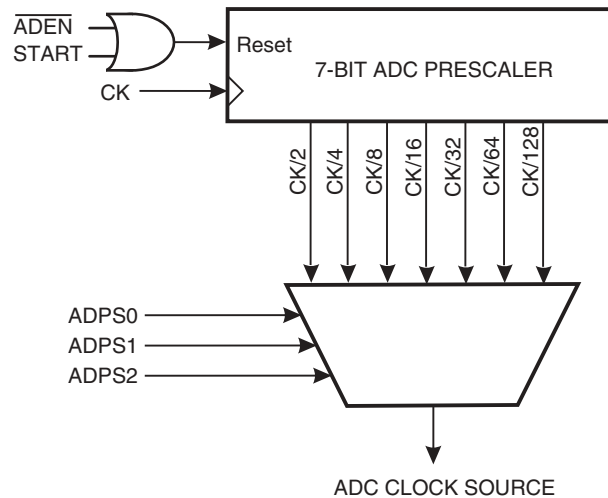 ADEN
START
Reset
7-BIT ADC PRESCALER
CK
CK/2
CK/4
CK/8
CK/16
CK/32
CK/64
CK/128
ADPS0
ADPS1
ADPS2
ADC CLOCK SOURCE